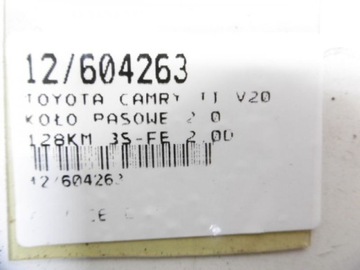 12/604263
TOYOTA CAMRY II V20
KOŁO PASOWE 2.0
128KM 3S-FE 2.0D
12/604263